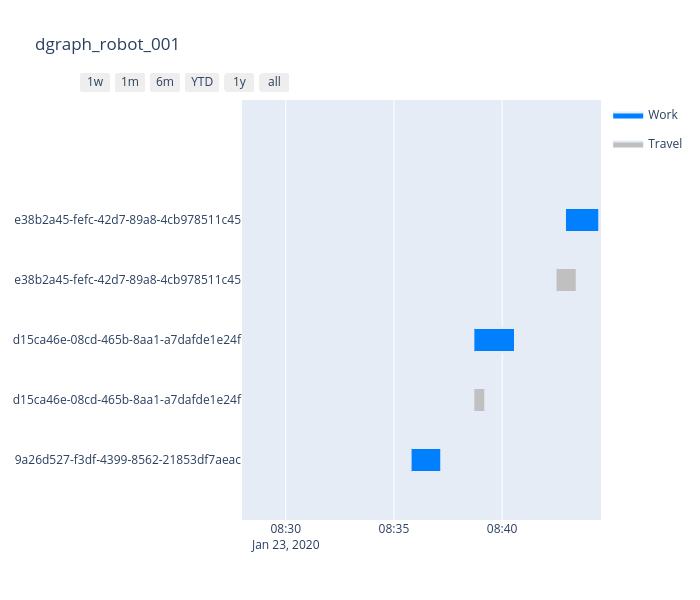 dgraph_robot_001
1w 1m 6m YTD 1y all
Work
Travel
e38b2a45-fefc-42d7-89a8-4cb978511c45
e38b2a45-fefc-42d7-89a8-4cb978511c45
d15ca46e-08cd-465b-8aa1-a7dafde1e24f
d15ca46e-08cd-465b-8aa1-a7dafde1e24f
9a26d527-f3df-4399-8562-21853df7aeac
08:30 08:35 08:40
Jan 23, 2020